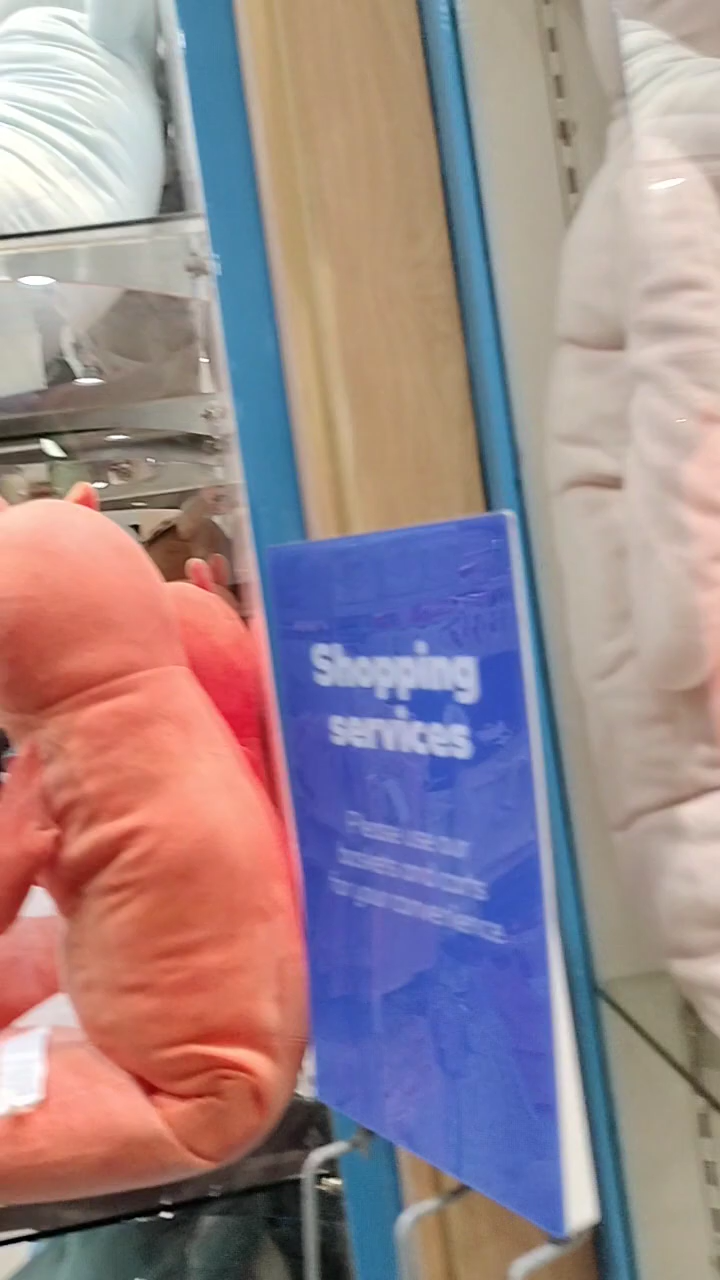 Shopping
services
Please use our
baskets and carts
for your convenience.